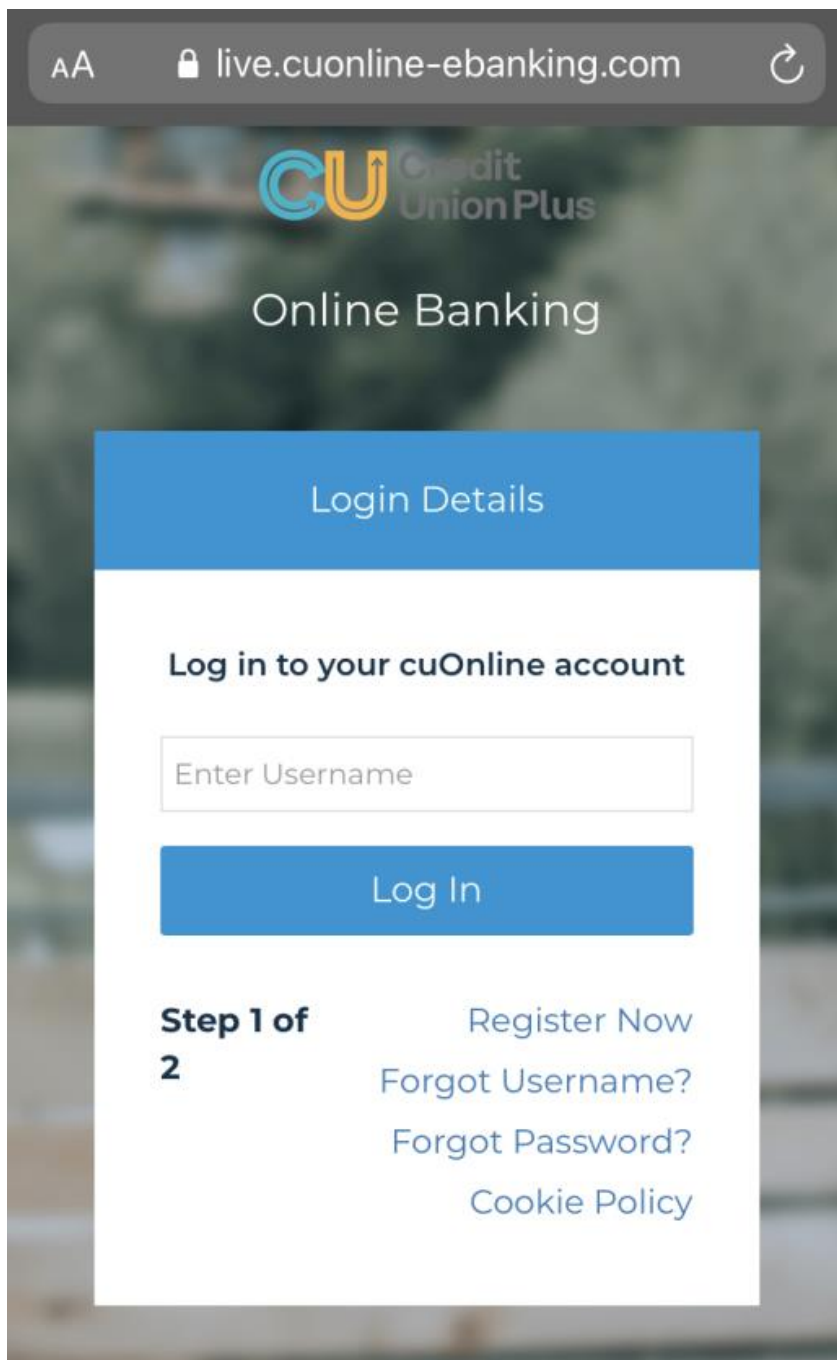 AA live.cuonline-ebanking.com
CU Credit
Union Plus
Online Banking
Login Details
Log in to your cuOnline account
Enter Username
Log In
Step 1 of
2
Register Now
Forgot Username?
Forgot Password?
Cookie Policy